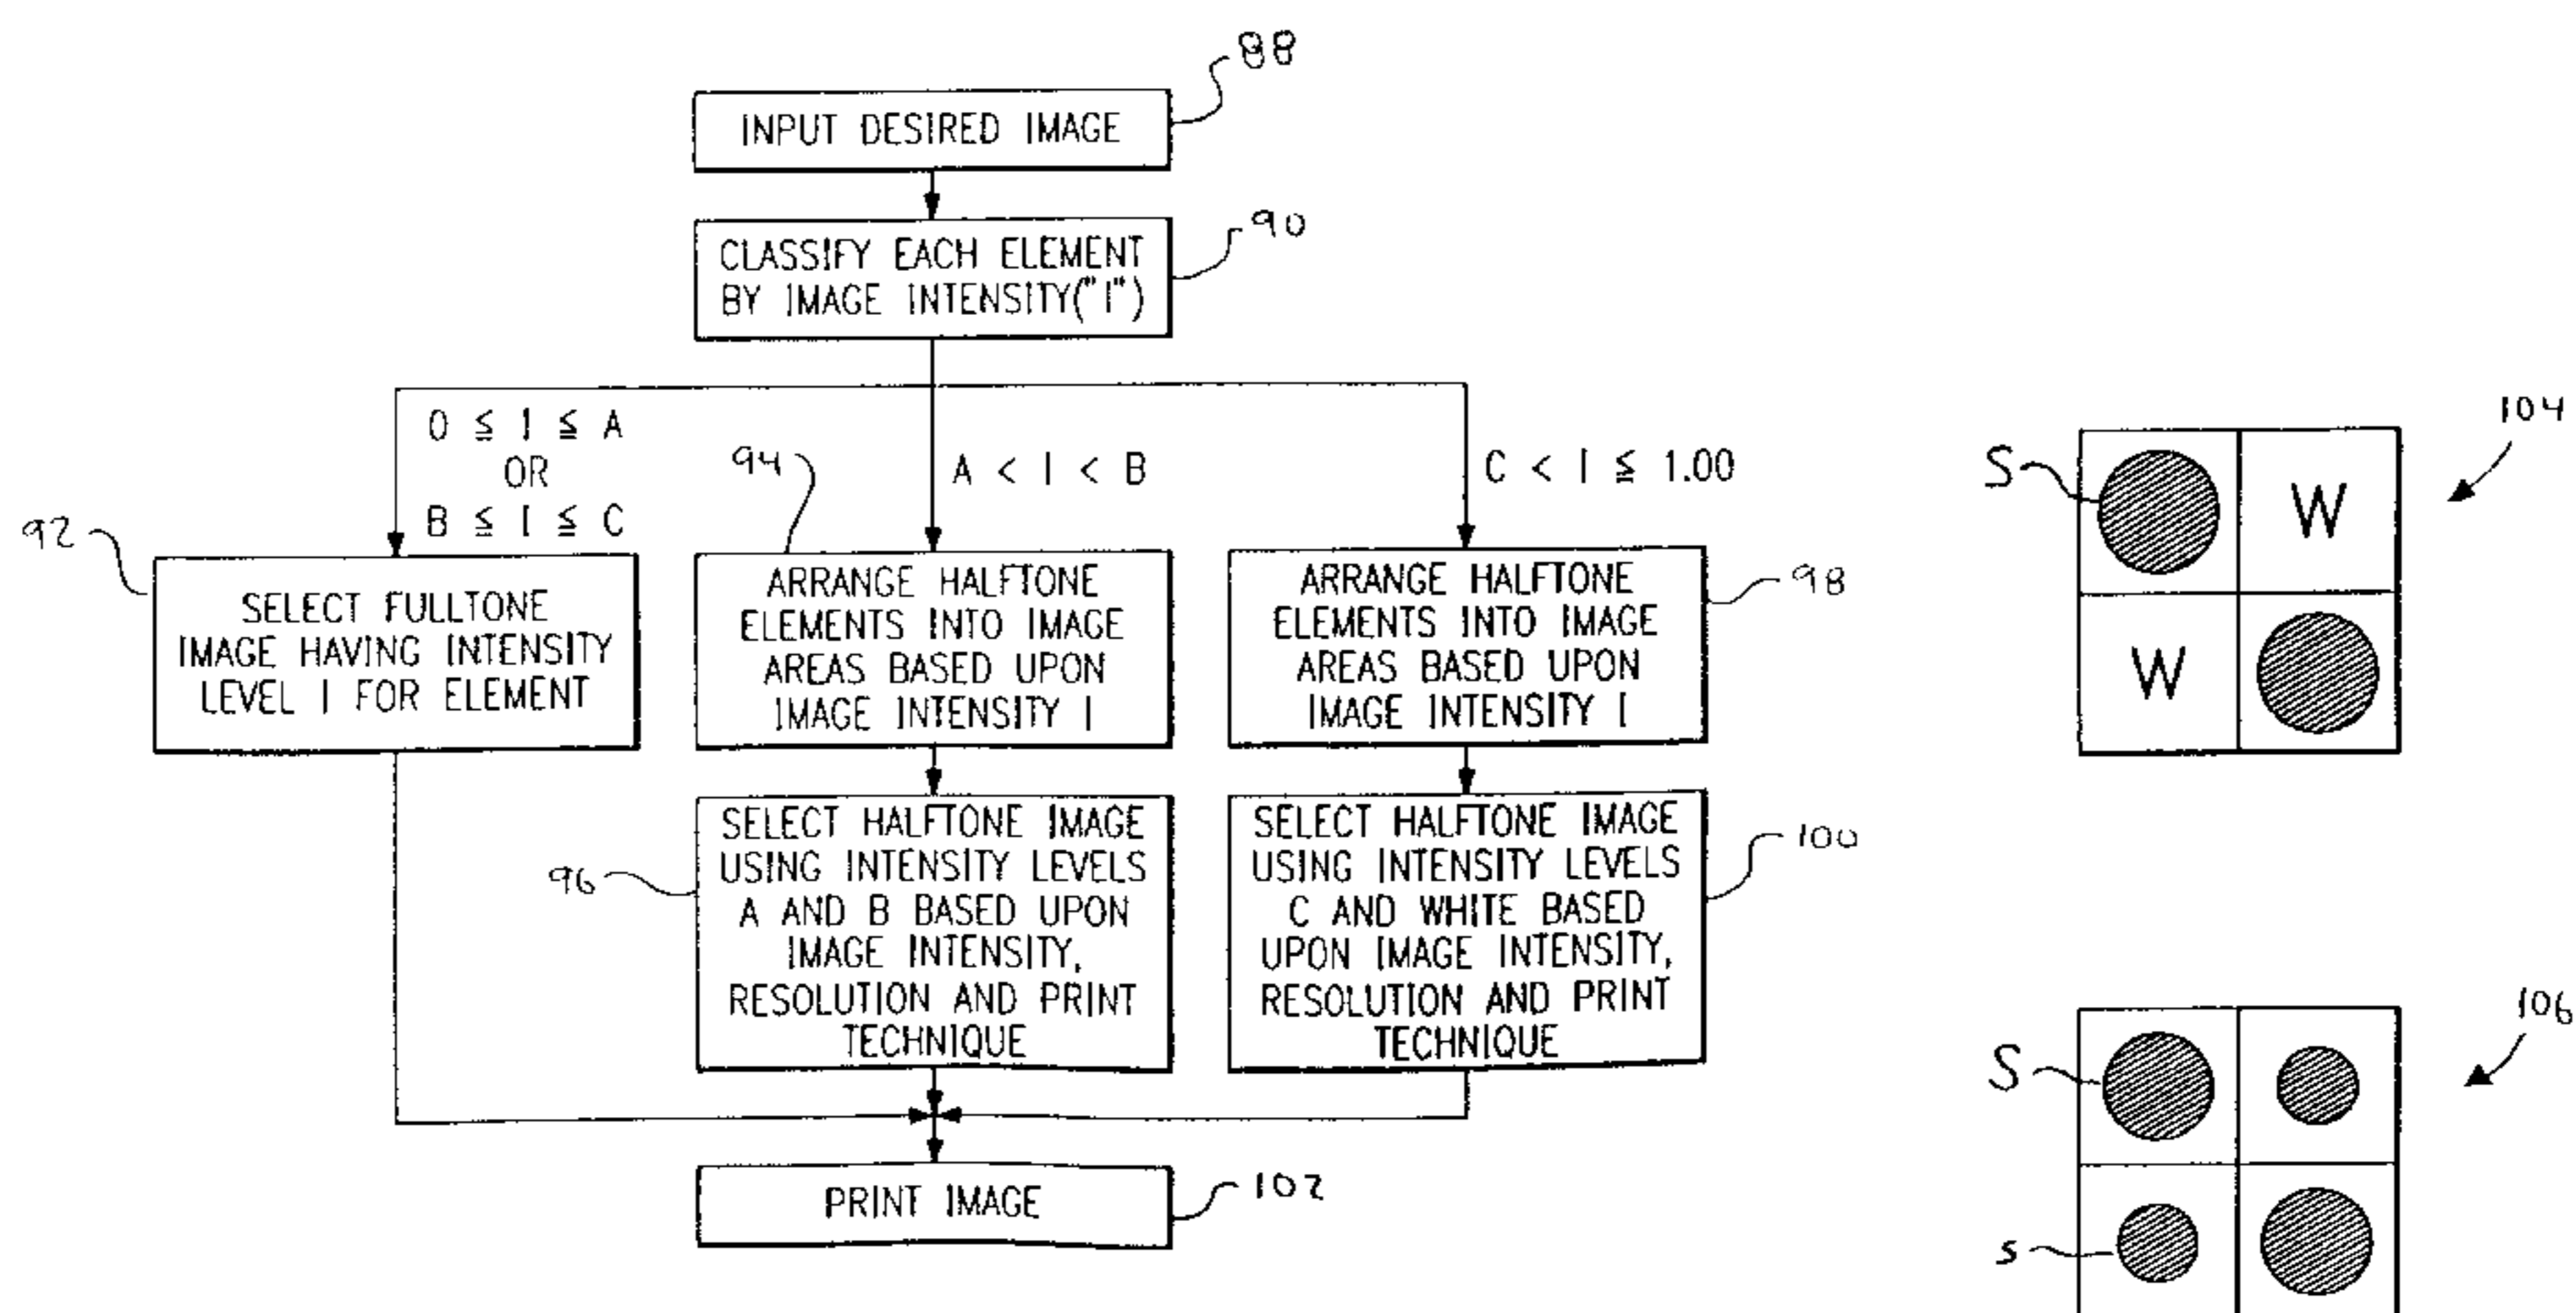 88
INPUT DESIRED IMAGE
90
CLASSIFY EACH ELEMENT
BY IMAGE INTENSITY("I")
0 ≦ I ≦ A
OR
B ≦ I ≦ C
94
A < I < B
C < I ≦ 1.00
92
SELECT FULLTONE
IMAGE HAVING INTENSITY
LEVEL I FOR ELEMENT
ARRANGE HALFTONE
ELEMENTS INTO IMAGE
AREAS BASED UPON
IMAGE INTENSITY I
ARRANGE HALFTONE
ELEMENTS INTO IMAGE
AREAS BASED UPON
IMAGE INTENSITY I
98
96
SELECT HALFTONE IMAGE
USING INTENSITY LEVELS
A AND B BASED UPON
IMAGE INTENSITY,
RESOLUTION AND PRINT
TECHNIQUE
SELECT HALFTONE IMAGE
USING INTENSITY LEVELS
C AND WHITE BASED
UPON IMAGE INTENSITY,
RESOLUTION AND PRINT
TECHNIQUE
100
PRINT IMAGE
102
104
S
W
W
106
S
s